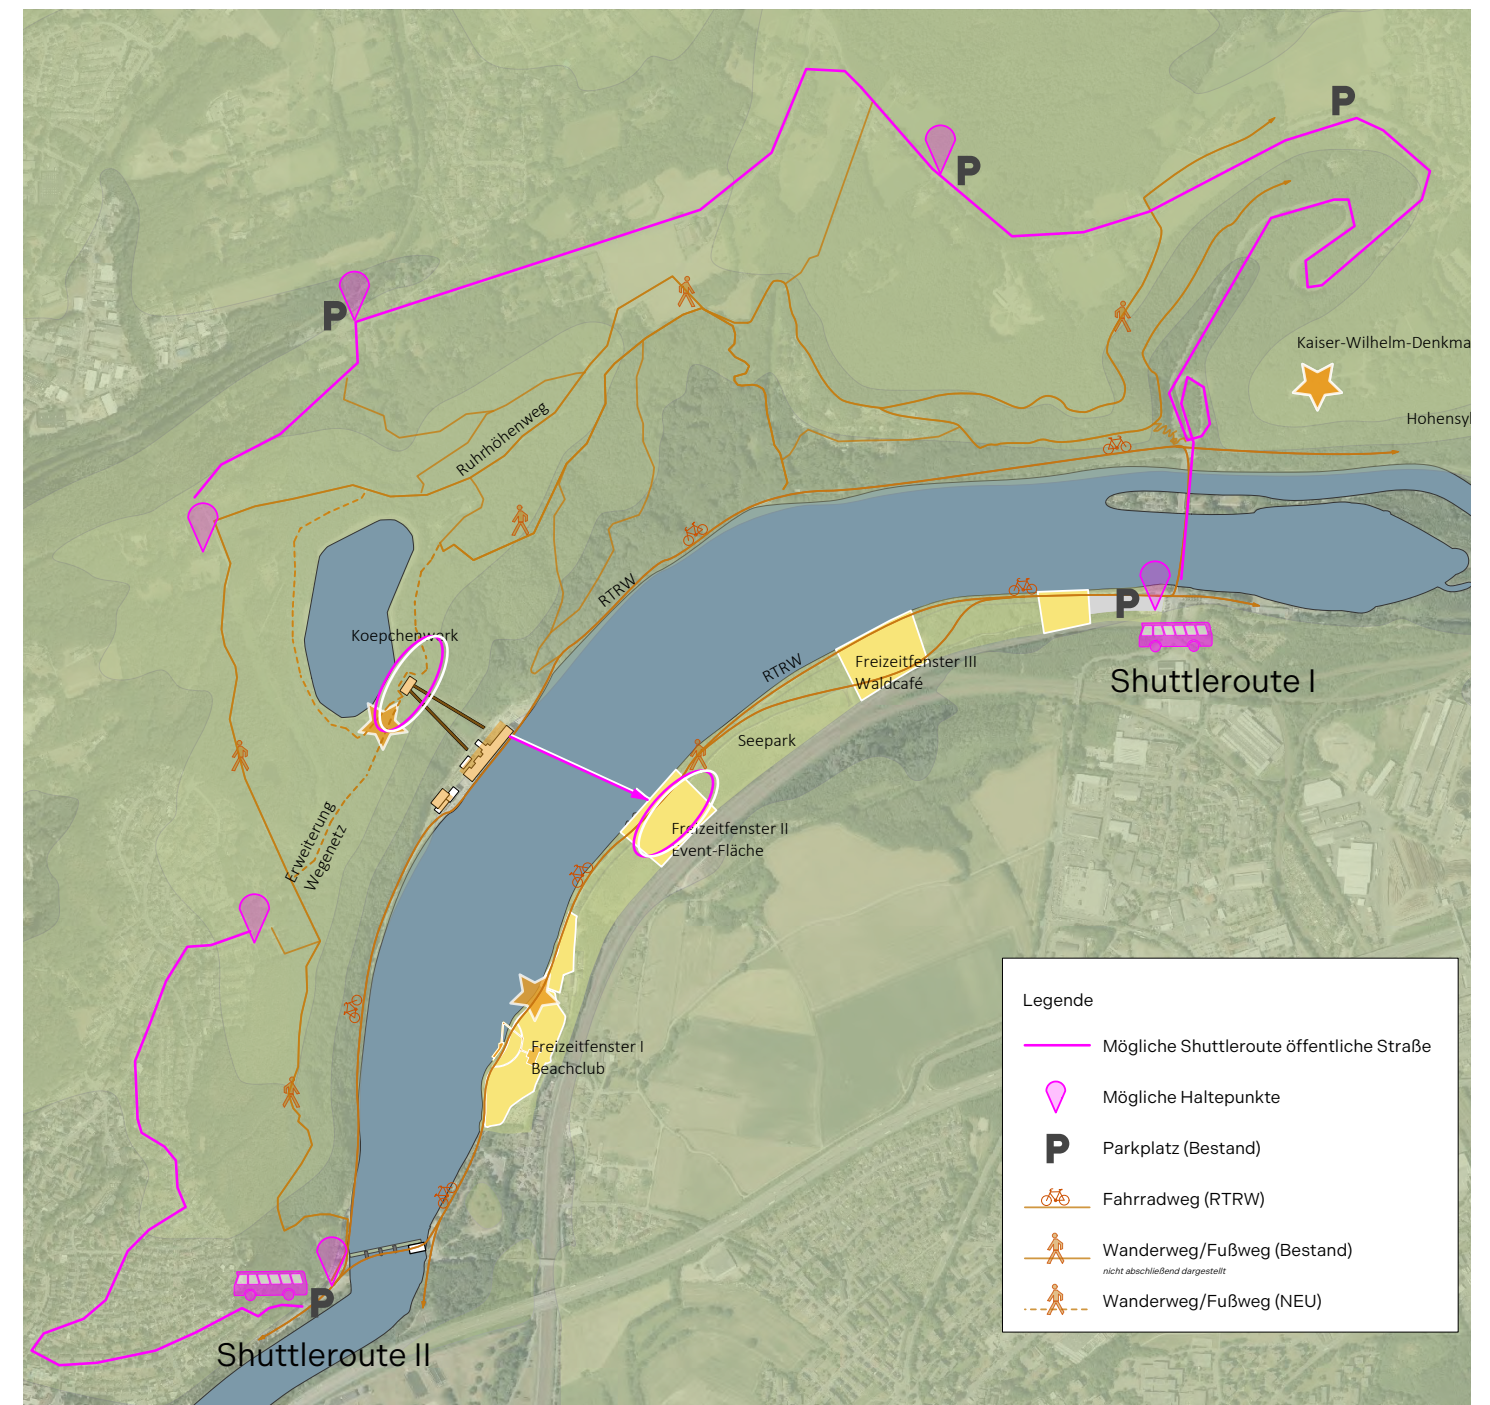 P
P
P
Kaiser-Wilhelm-Denkma
Hohensyl
Ruhrhöhenweg
RTRW
Koepchenwerk
P
Shuttleroute I
RTRW
Freizeitfenster III
Waldcafé
Seepark
Freizeitfenster II
Event-Fläche
Erweiterung
Wegenetz
Freizeitfenster I
Beachclub
P
Shuttleroute II
Legende
Mögliche Shuttleroute öffentliche Straße
Mögliche Haltepunkte
P Parkplatz (Bestand)
Fahrradweg (RTRW)
Wanderweg/Fußweg (Bestand)
nicht abschließend dargestellt
Wanderweg/Fußweg (NEU)